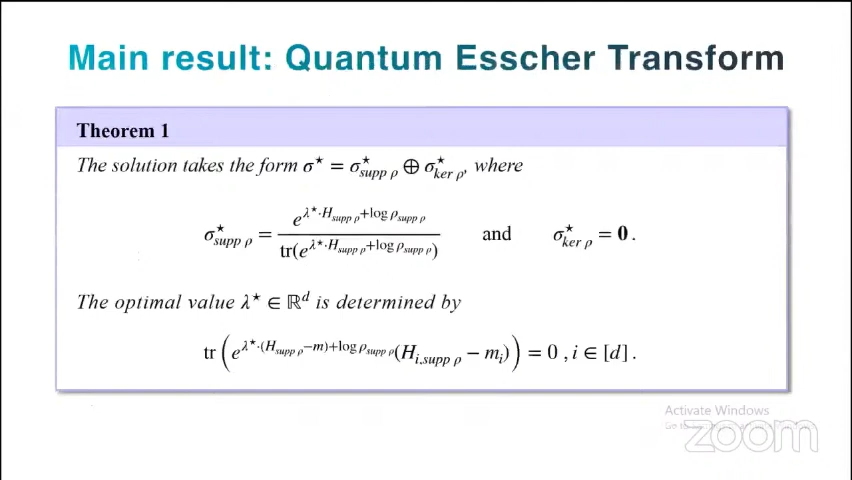 Main result: Quantum Esscher Transform
Theorem 1
The solution takes the form σ* = σ*_{supp ρ} ⊕ σ*_{ker ρ}, where
σ*_{supp ρ} = e^{λ*·H_{supp ρ}+log ρ_{supp ρ}} / tr(e^{λ*·H_{supp ρ}+log ρ_{supp ρ}}) and σ*_{ker ρ} = 0 .
The optimal value λ* ∈ ℝ^d is determined by
tr ( e^{λ*·(H_{supp ρ}−m)+log ρ_{supp ρ}} (H_{i,supp ρ} − m_i) ) = 0 , i ∈ [d] .
Activate Windows
zoom